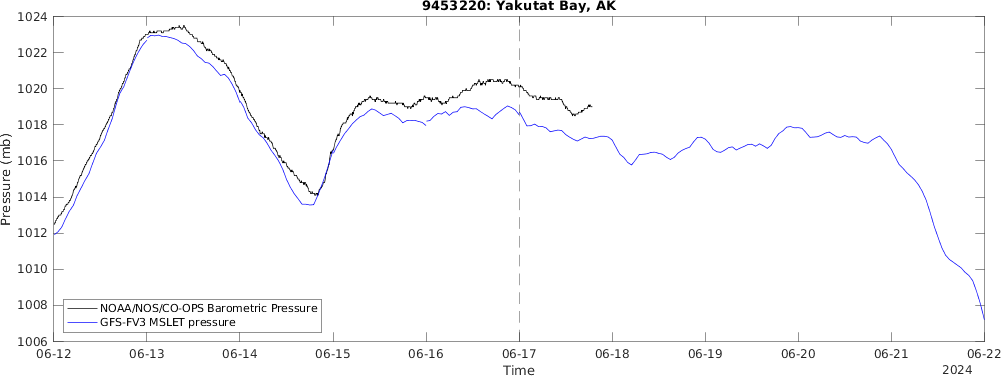 9453220: Yakutat Bay, AK
1024
1022
1020
1018
1016
1014
1012
1010
1008
1006
Pressure (mb)
NOAA/NOS/CO-OPS Barometric Pressure
GFS-FV3 MSLET pressure
06-12 06-13 06-14 06-15 06-16 06-17 06-18 06-19 06-20 06-21 06-22
Time
2024